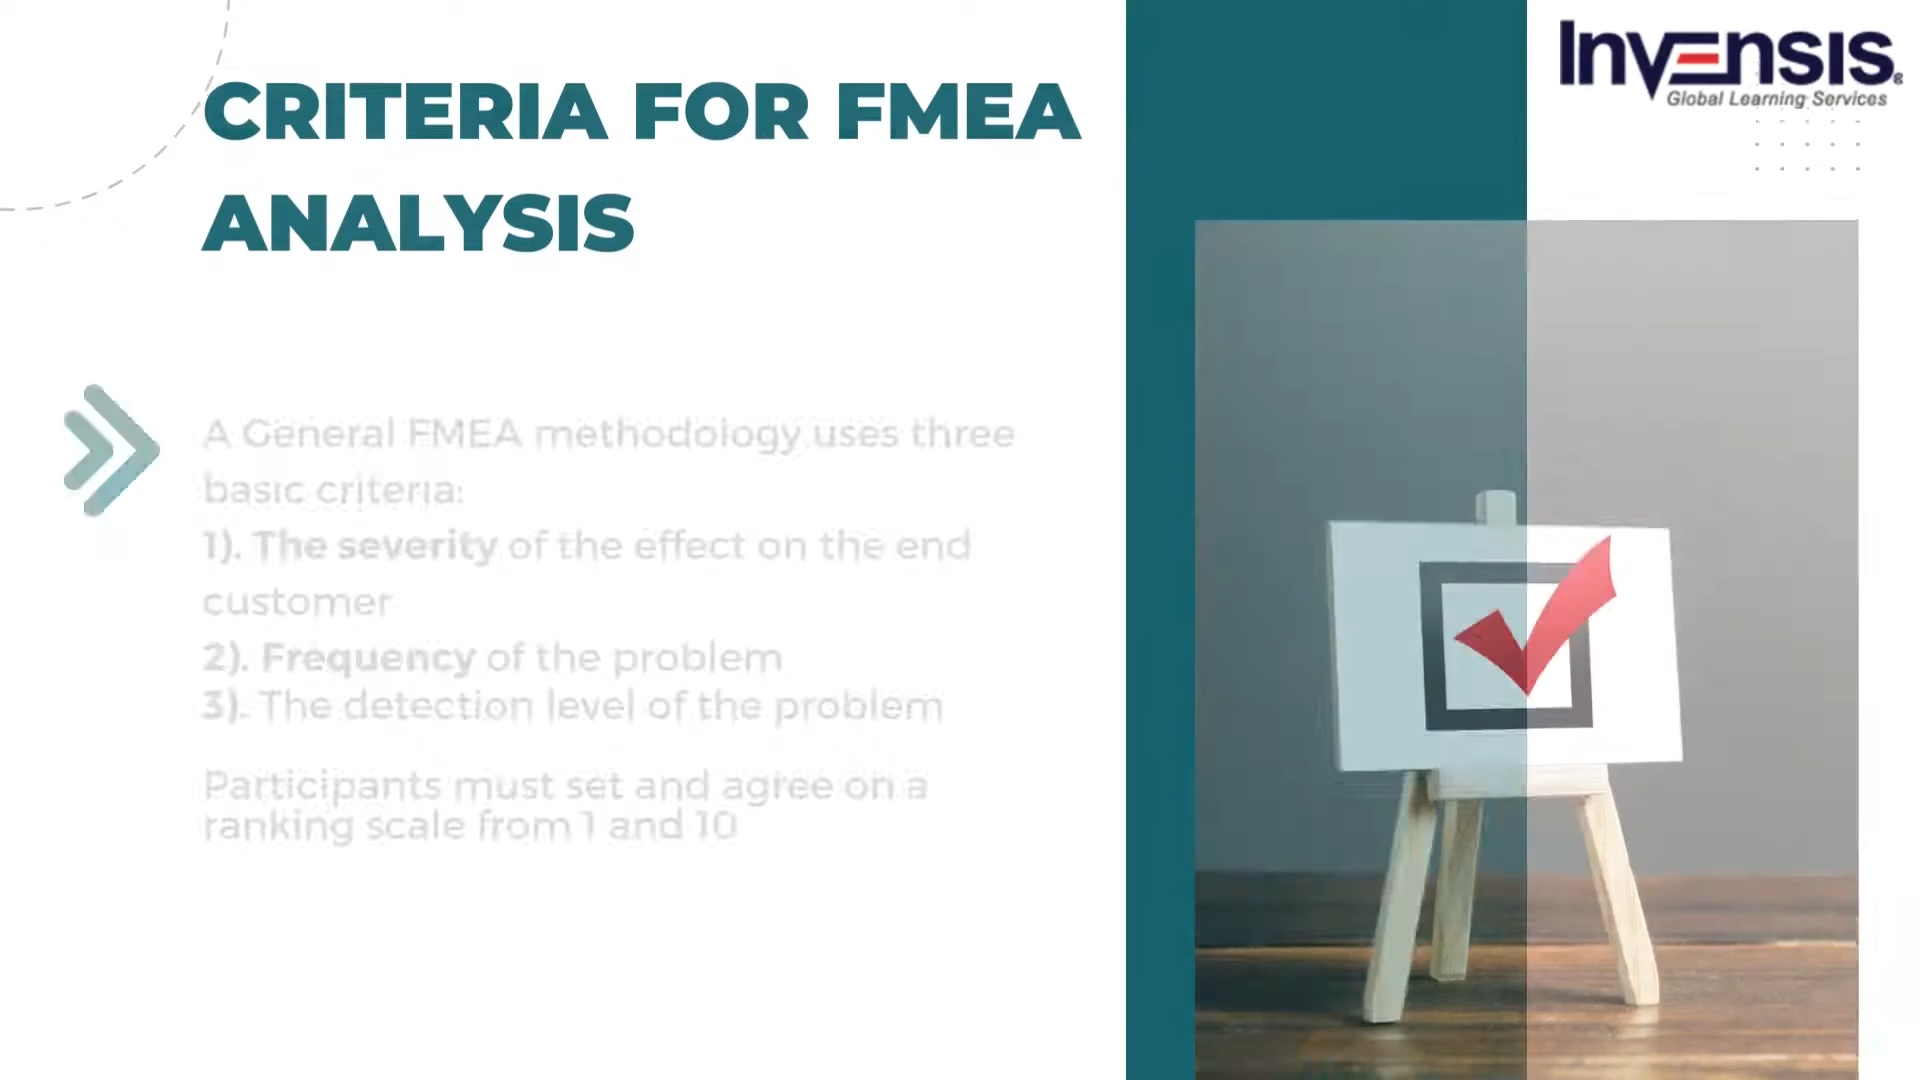 Invensis
Global Learning Services
CRITERIA FOR FMEA
ANALYSIS
A General FMEA methodology uses three
basic criteria:
1). The severity of the effect on the end
customer
2). Frequency of the problem
3). The detection level of the problem
Participants must set and agree on a
ranking scale from 1 and 10